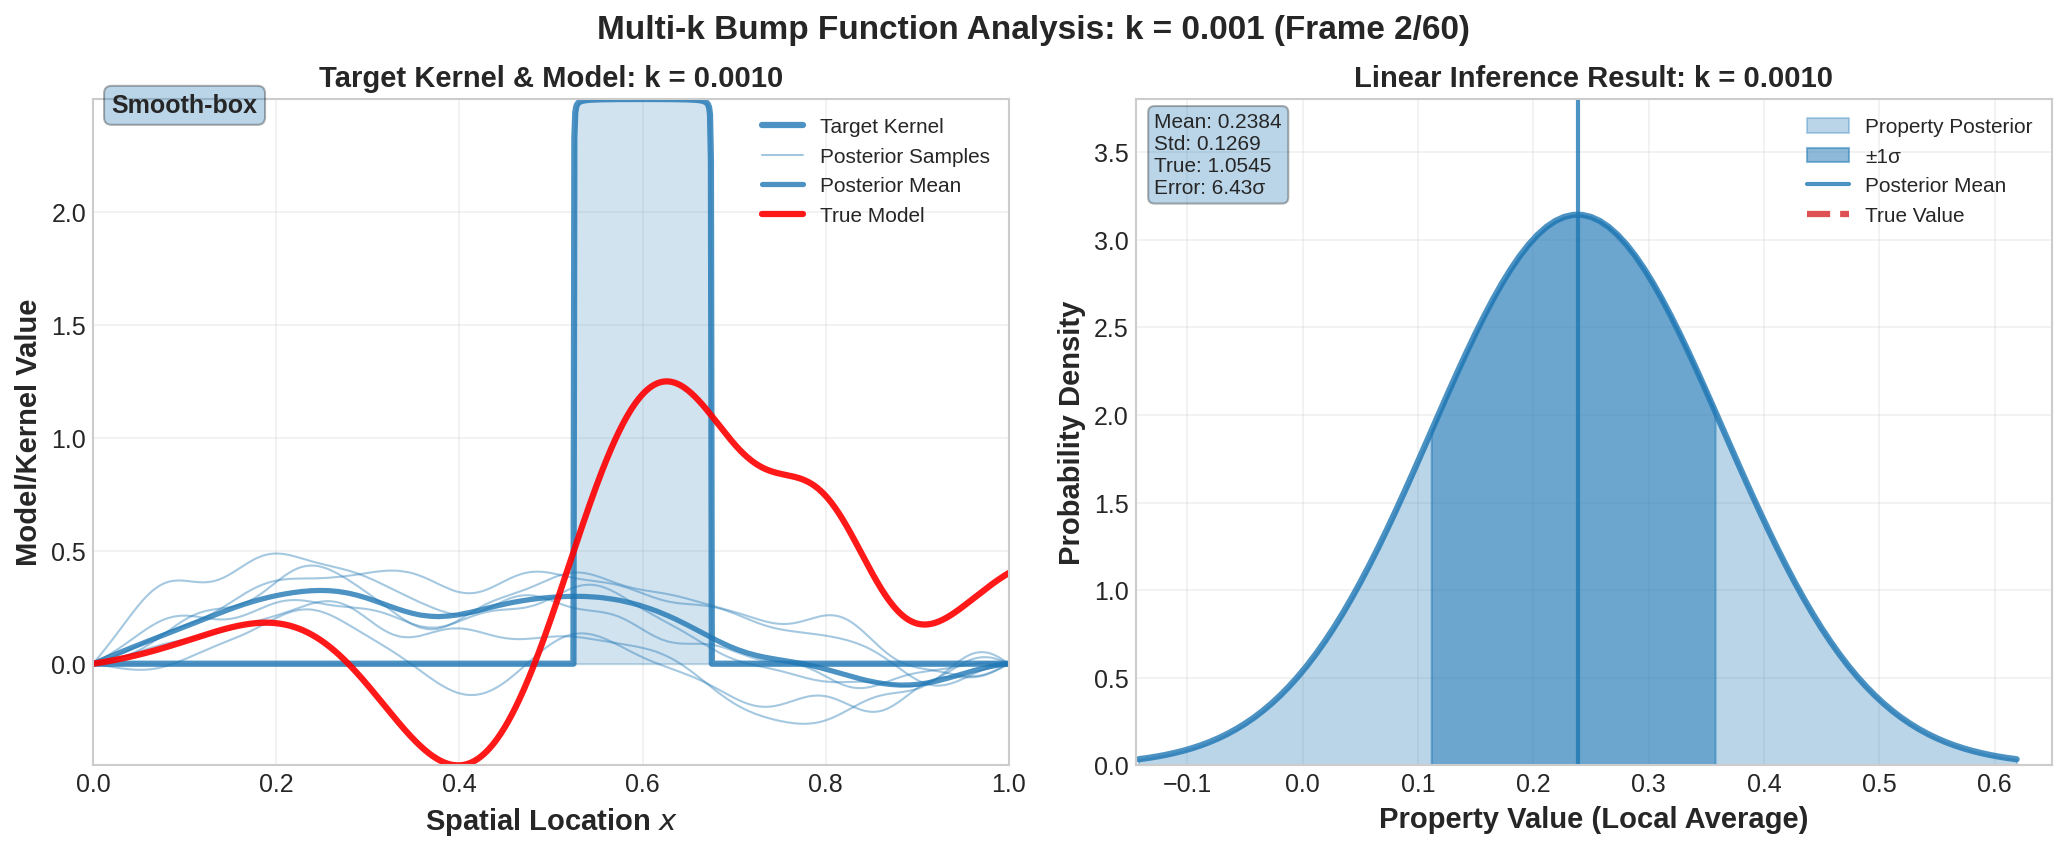 Multi-k Bump Function Analysis: k = 0.001 (Frame 2/60)
Target Kernel & Model: k = 0.0010
Smooth-box
Target Kernel
Posterior Samples
Posterior Mean
True Model
Model/Kernel Value
2.0
1.5
1.0
0.5
0.0
0.0 0.2 0.4 0.6 0.8 1.0
Spatial Location x
Linear Inference Result: k = 0.0010
Mean: 0.2384
Std: 0.1269
True: 1.0545
Error: 6.43σ
Property Posterior
±1σ
Posterior Mean
True Value
Probability Density
3.5
3.0
2.5
2.0
1.5
1.0
0.5
0.0
−0.1 0.0 0.1 0.2 0.3 0.4 0.5 0.6
Property Value (Local Average)